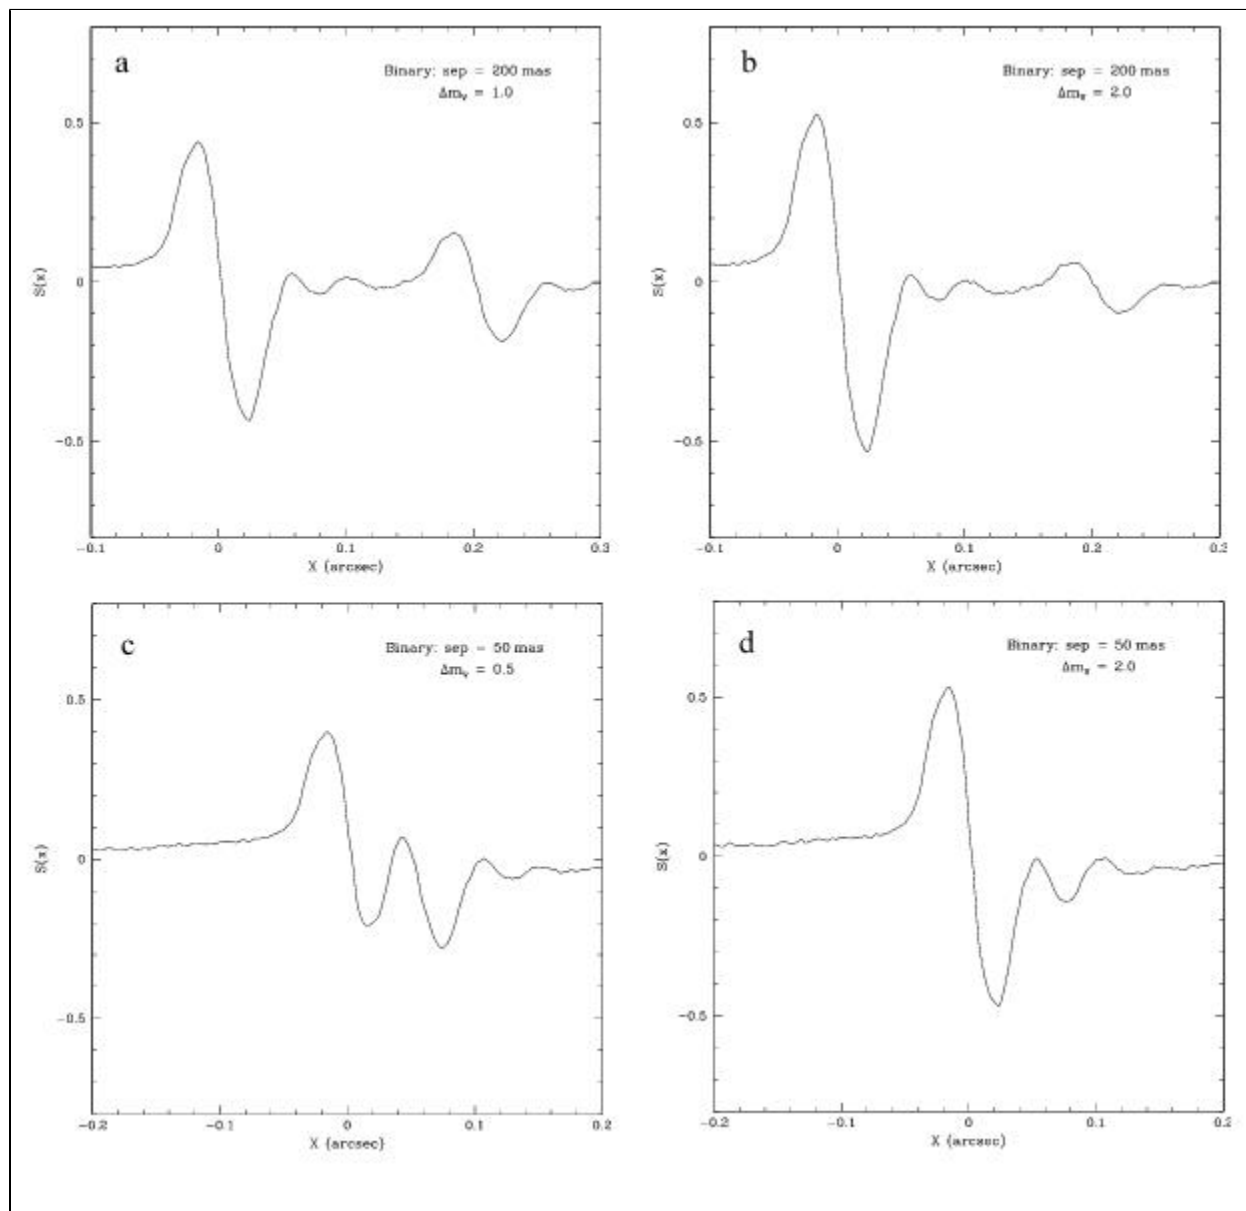 a
Binary: sep = 200 mas
Δmᵥ = 1.0
0.5
0
−0.5
S(x)
−0.1 0 0.1 0.2 0.3
X (arcsec)
b
Binary: sep = 200 mas
Δmᵥ = 2.0
0.5
0
−0.5
S(x)
−0.1 0 0.1 0.2 0.3
X (arcsec)
c
Binary: sep = 50 mas
Δmᵥ = 0.5
0.5
0
−0.5
S(x)
−0.2 −0.1 0 0.1 0.2
X (arcsec)
d
Binary: sep = 50 mas
Δmᵥ = 2.0
0.5
0
−0.5
S(x)
−0.2 −0.1 0 0.1 0.2
X (arcsec)